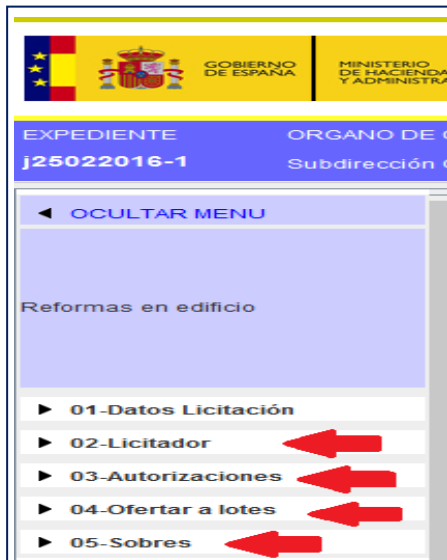 GOBIERNO
DE ESPAÑA
MINISTERIO
DE HACIENDA
Y ADMINISTRA
EXPEDIENTE
ORGANO DE
j25022016-1
Subdirección
◄ OCULTAR MENU
Reformas en edificio
► 01-Datos Licitación
► 02-Licitador
► 03-Autorizaciones
► 04-Ofertar a lotes
► 05-Sobres